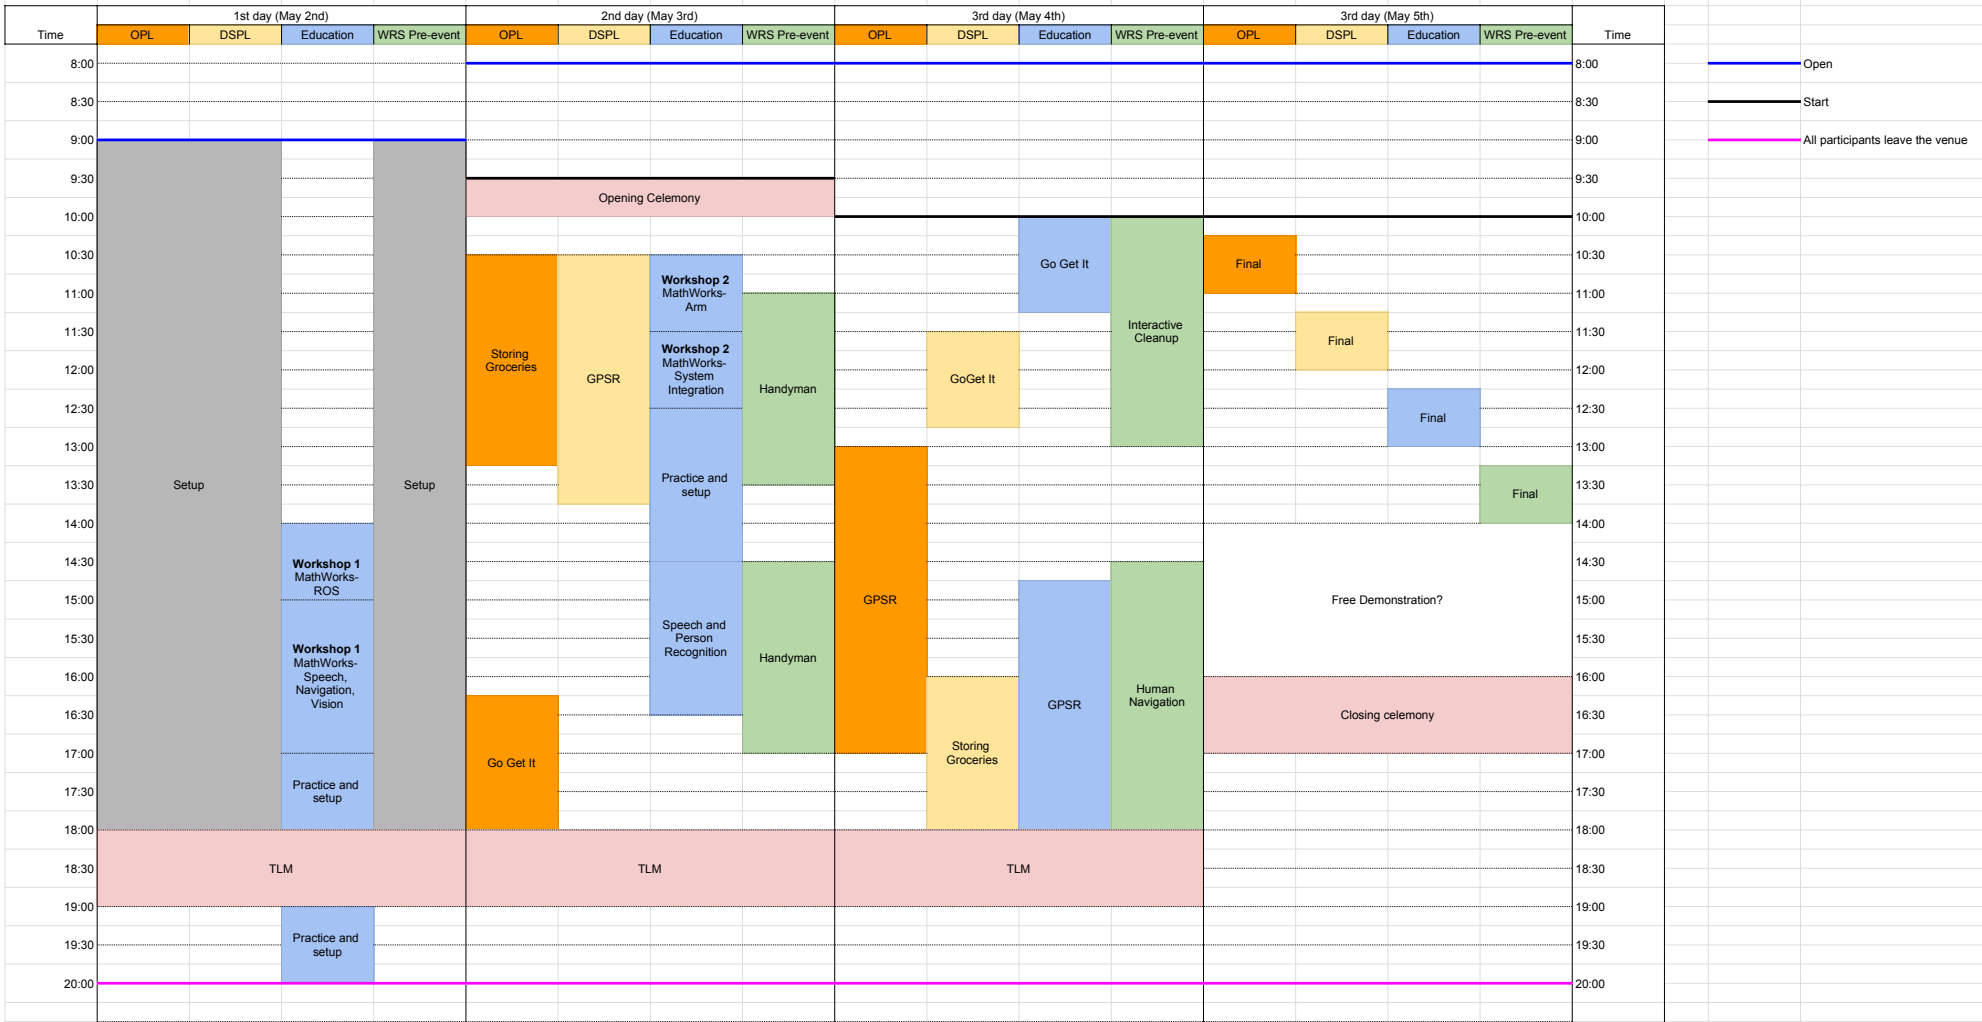 1st day (May 2nd) 2nd day (May 3rd) 3rd day (May 4th) 3rd day (May 5th)
Time OPL DSPL Education WRS Pre-event OPL DSPL Education WRS Pre-event OPL DSPL Education WRS Pre-event OPL DSPL Education WRS Pre-event Time
8:00 8:00 Open
8:30 8:30 Start
9:00 9:00 All participants leave the venue
9:30 9:30
Opening Celemony
10:00 10:00
10:30 Go Get It Final 10:30
Workshop 2
MathWorks-
Arm
11:00 11:00
11:30 Interactive
Cleanup
11:30
Final
Workshop 2
MathWorks-
System
Integration
Storing
Groceries
12:00 GPSR GoGet It 12:00
Handyman
12:30 Final 12:30
13:00 13:00
13:30 Setup Setup Practice and
setup
13:30
Final
14:00 14:00
14:30 14:30
Workshop 1
MathWorks-
ROS
15:00 GPSR Free Demonstration? 15:00
15:30 Speech and
Person
Recognition
15:30
Workshop 1
MathWorks-
Speech,
Navigation,
Vision
Handyman
16:00 16:00
Human
Navigation
16:30 GPSR Closing celemony 16:30
17:00 Storing
Groceries
17:00
Go Get It
17:30 Practice and
setup
17:30
18:00 18:00
18:30 TLM TLM TLM 18:30
19:00 19:00
19:30 Practice and
setup
19:30
20:00 20:00